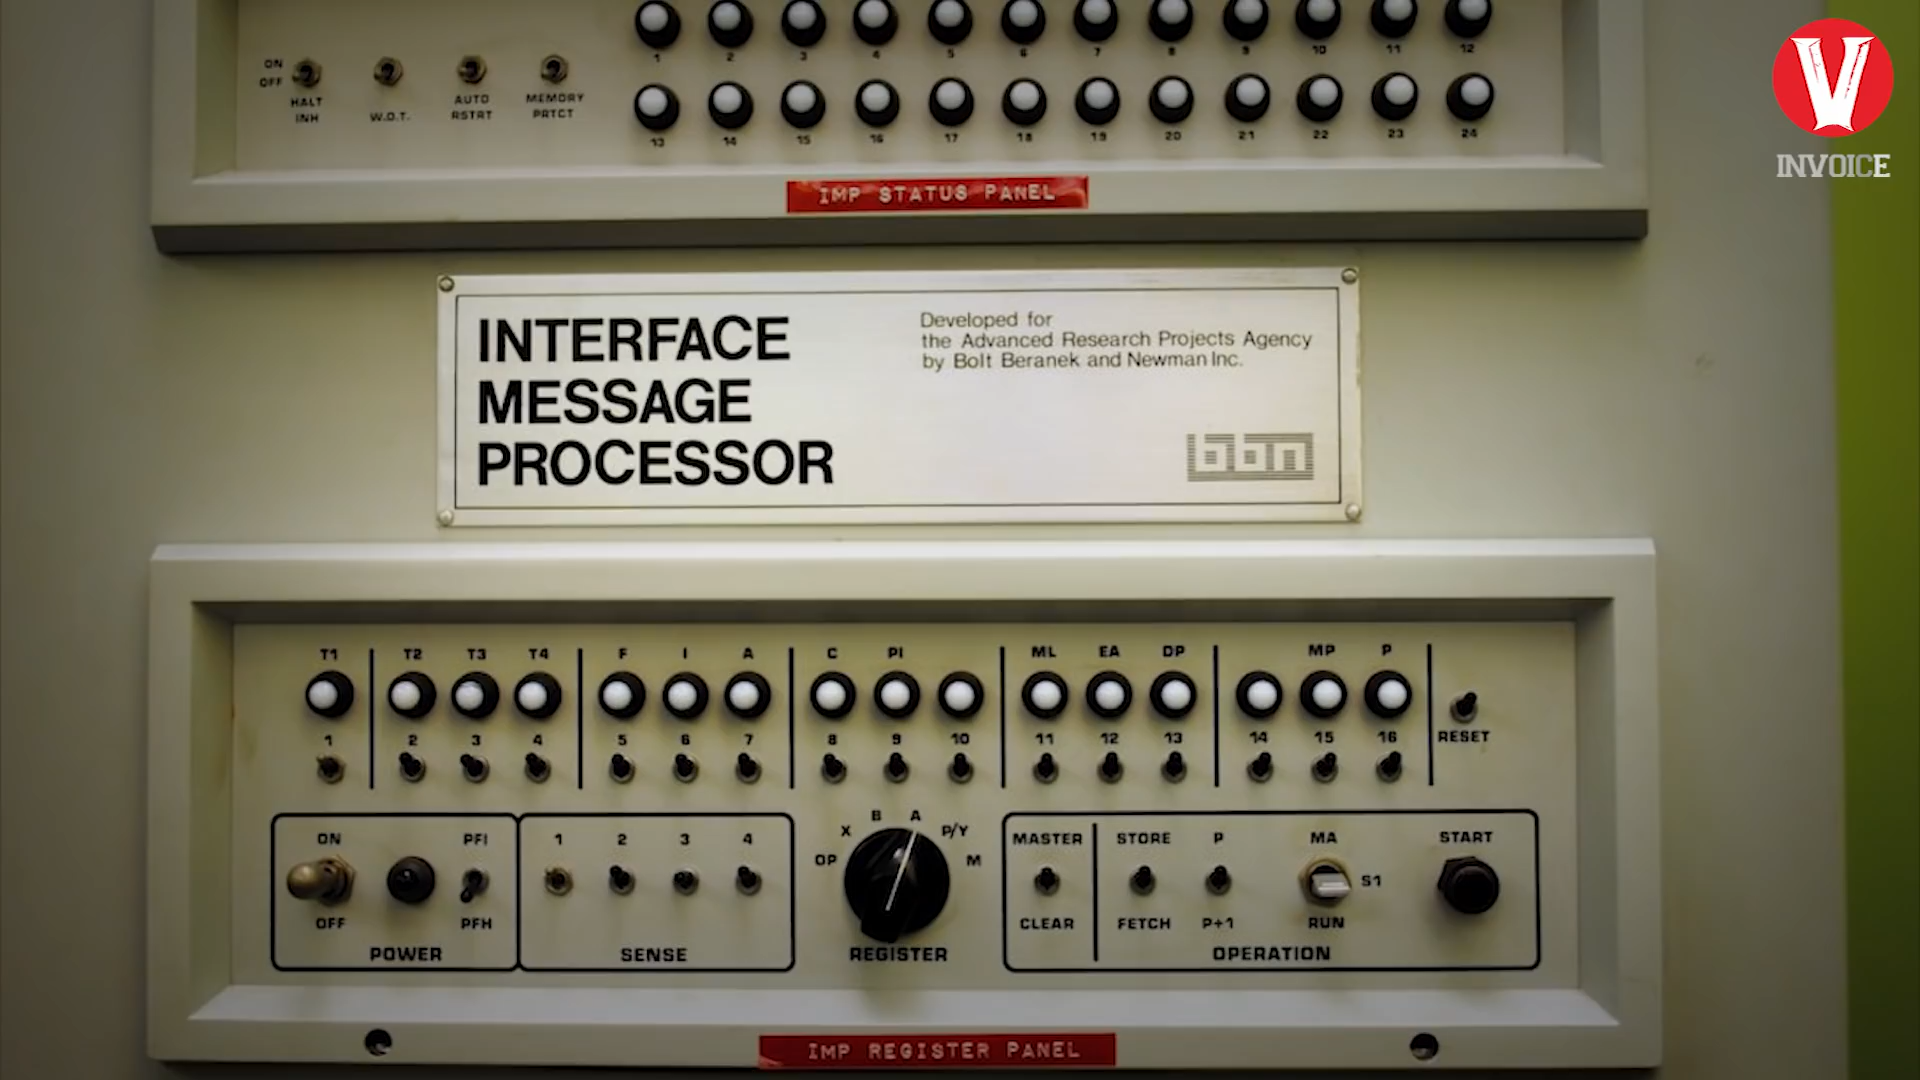 1 2 3 4 5 6 7 8 9 10 11 12
ON
OFF
HALT
INH
W.O.T.
AUTO
RSTRT
MEMORY
PRTCT
13 14 15 16 17 18 19 20 21 22 23 24
IMP STATUS PANEL
V
INVOICE
INTERFACE
MESSAGE
PROCESSOR
Developed for
the Advanced Research Projects Agency
by Bolt Beranek and Newman Inc.
bbn
T1 T2 T3 T4 F I A C PI ML EA DP MP P
1 2 3 4 5 6 7 8 9 10 11 12 13 14 15 16 RESET
ON PFI
OFF PFH
POWER
1 2 3 4
SENSE
OP X B A P/Y M
REGISTER
MASTER
CLEAR
STORE P MA START
S1
FETCH P+1 RUN
OPERATION
IMP REGISTER PANEL